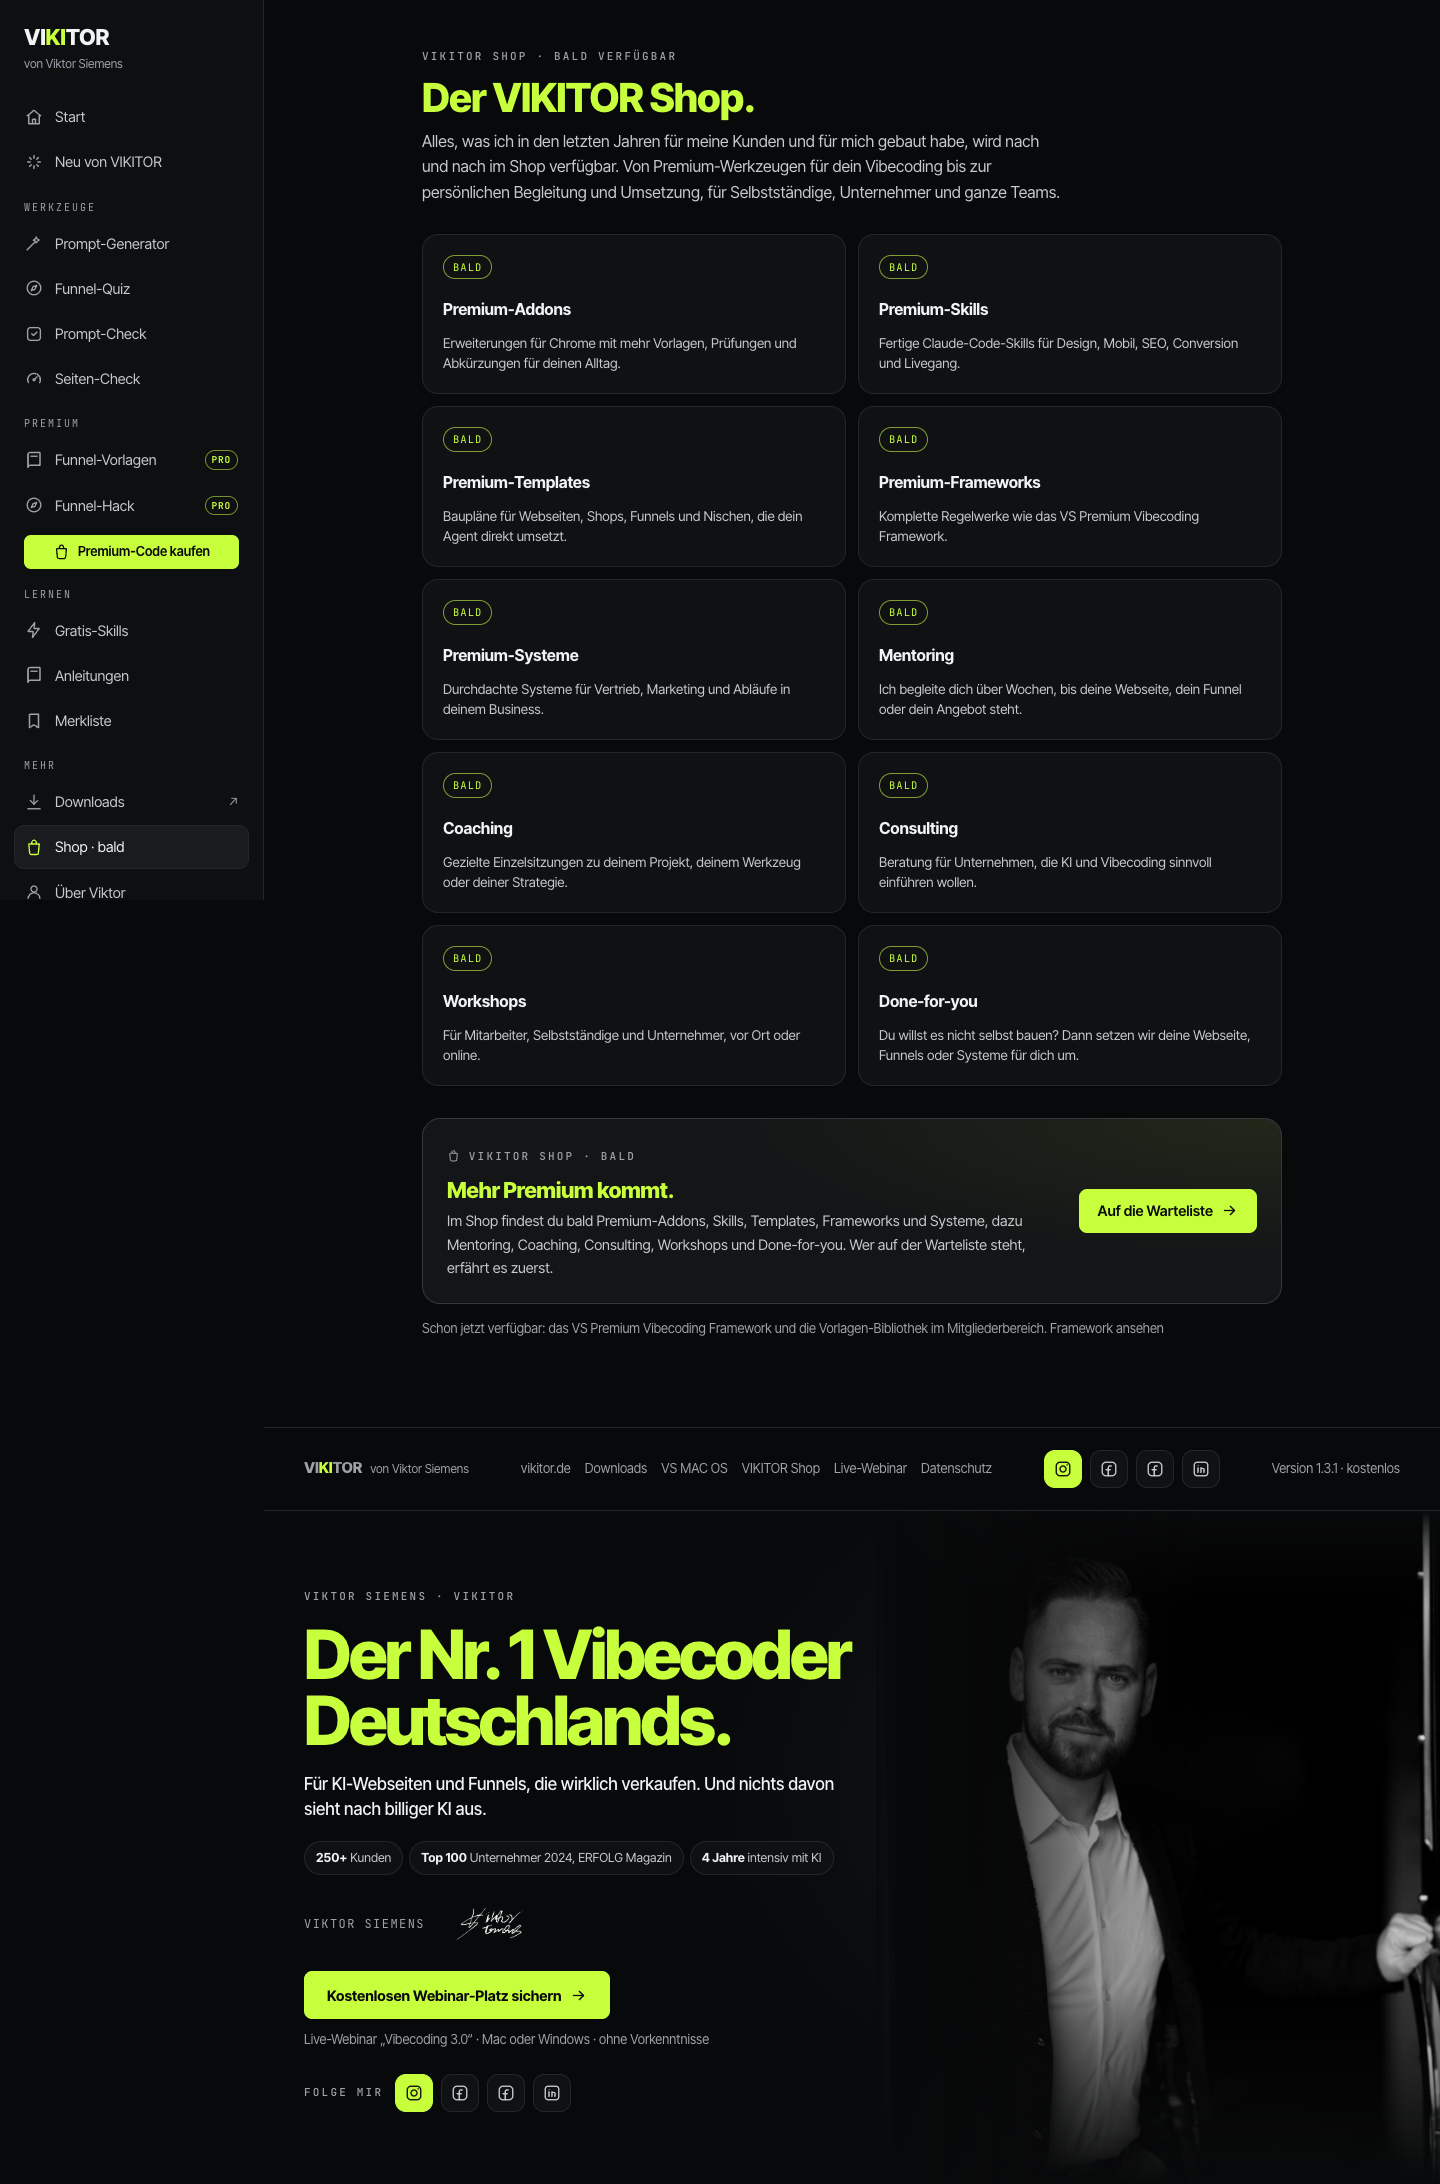 VIKITOR
von Viktor Siemens
Start
Neu von VIKITOR
WERKZEUGE
Prompt-Generator
Funnel-Quiz
Prompt-Check
Seiten-Check
PREMIUM
Funnel-Vorlagen PRO
Funnel-Hack PRO
Premium-Code kaufen
LERNEN
Gratis-Skills
Anleitungen
Merkliste
MEHR
Downloads
Shop · bald
Über Viktor
VIKITOR SHOP · BALD VERFÜGBAR
Der VIKITOR Shop.
Alles, was ich in den letzten Jahren für meine Kunden und für mich gebaut habe, wird nach
und nach im Shop verfügbar. Von Premium-Werkzeugen für dein Vibecoding bis zur
persönlichen Begleitung und Umsetzung, für Selbstständige, Unternehmer und ganze Teams.
BALD
Premium-Addons
Erweiterungen für Chrome mit mehr Vorlagen, Prüfungen und
Abkürzungen für deinen Alltag.
BALD
Premium-Skills
Fertige Claude-Code-Skills für Design, Mobil, SEO, Conversion
und Livegang.
BALD
Premium-Templates
Baupläne für Webseiten, Shops, Funnels und Nischen, die dein
Agent direkt umsetzt.
BALD
Premium-Frameworks
Komplette Regelwerke wie das VS Premium Vibecoding
Framework.
BALD
Premium-Systeme
Durchdachte Systeme für Vertrieb, Marketing und Abläufe in
deinem Business.
BALD
Mentoring
Ich begleite dich über Wochen, bis deine Webseite, dein Funnel
oder dein Angebot steht.
BALD
Coaching
Gezielte Einzelsitzungen zu deinem Projekt, deinem Werkzeug
oder deiner Strategie.
BALD
Consulting
Beratung für Unternehmen, die KI und Vibecoding sinnvoll
einführen wollen.
BALD
Workshops
Für Mitarbeiter, Selbstständige und Unternehmer, vor Ort oder
online.
BALD
Done-for-you
Du willst es nicht selbst bauen? Dann setzen wir deine Webseite,
Funnels oder Systeme für dich um.
VIKITOR SHOP · BALD
Mehr Premium kommt.
Im Shop findest du bald Premium-Addons, Skills, Templates, Frameworks und Systeme, dazu
Mentoring, Coaching, Consulting, Workshops und Done-for-you. Wer auf der Warteliste steht,
erfährt es zuerst.
Auf die Warteliste →
Schon jetzt verfügbar: das VS Premium Vibecoding Framework und die Vorlagen-Bibliothek im Mitgliederbereich. Framework ansehen
VIKITOR von Viktor Siemens vikitor.de Downloads VS MAC OS VIKITOR Shop Live-Webinar Datenschutz Version 1.3.1 · kostenlos
VIKTOR SIEMENS · VIKITOR
Der Nr. 1 Vibecoder
Deutschlands.
Für KI-Webseiten und Funnels, die wirklich verkaufen. Und nichts davon
sieht nach billiger KI aus.
250+ Kunden
Top 100 Unternehmer 2024, ERFOLG Magazin
4 Jahre intensiv mit KI
VIKTOR SIEMENS
Kostenlosen Webinar-Platz sichern →
Live-Webinar „Vibecoding 3.0“ · Mac oder Windows · ohne Vorkenntnisse
FOLGE MIR